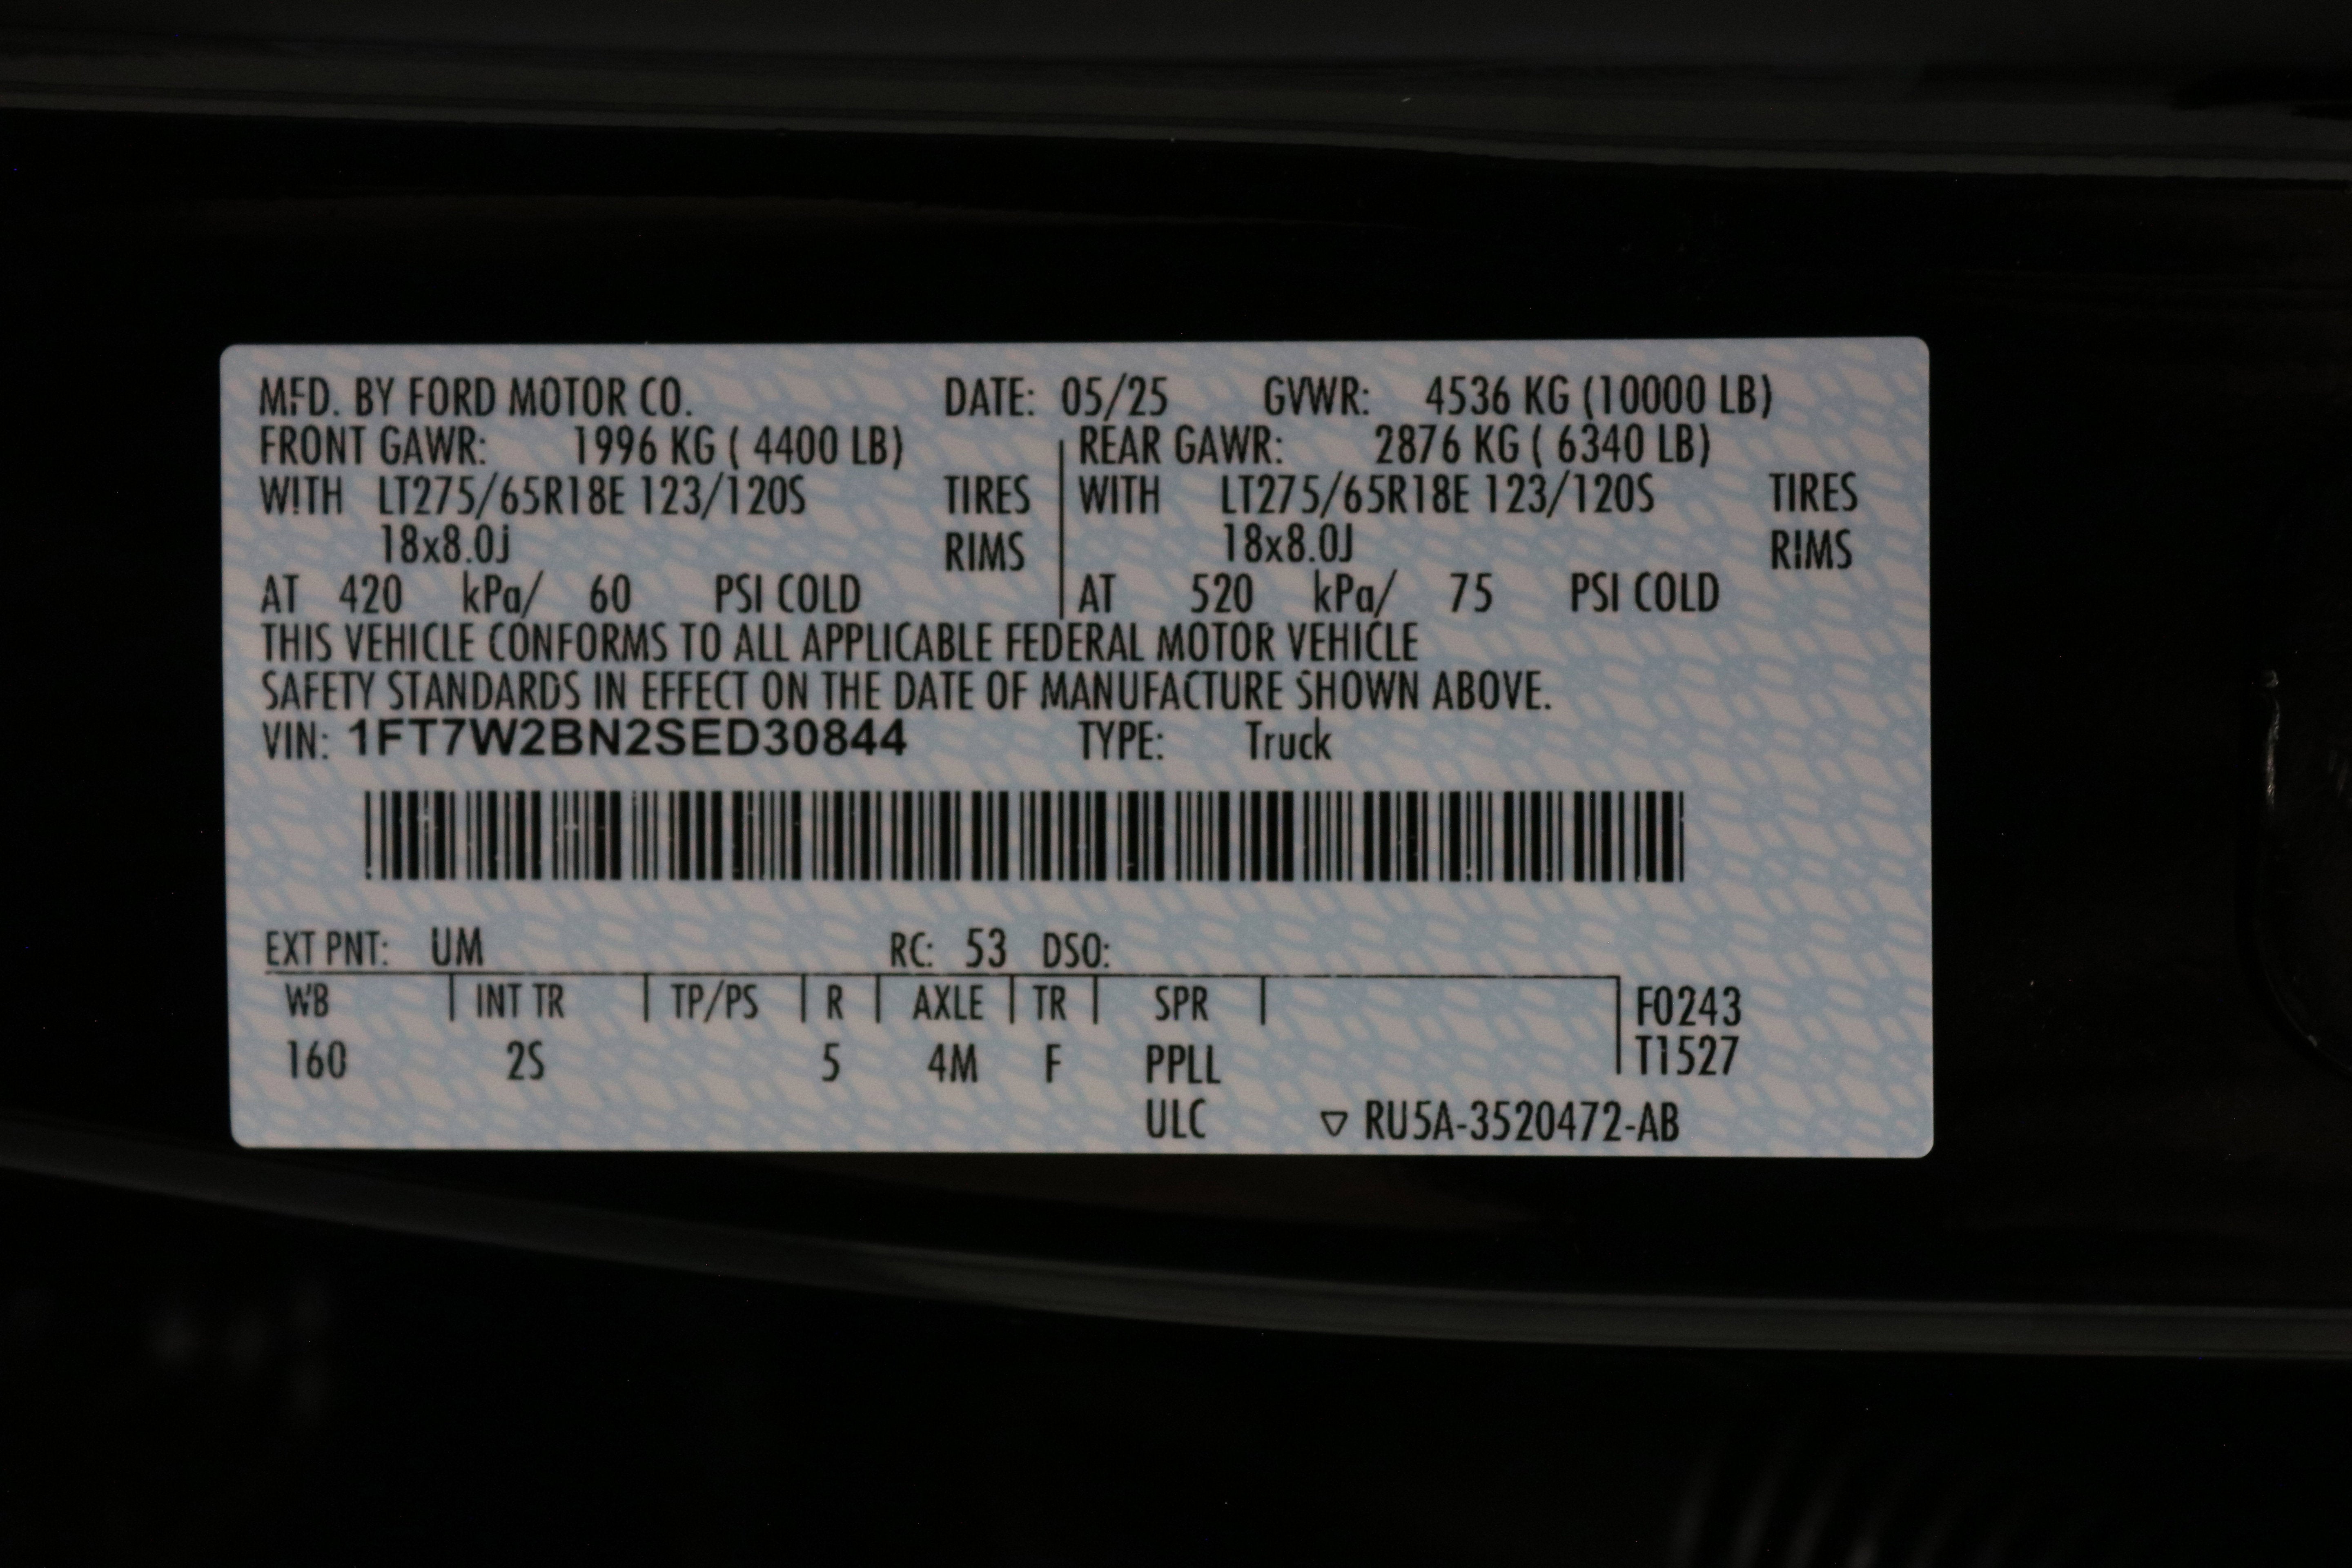 MFD. BY FORD MOTOR CO. DATE: 05/25 GVWR: 4536 KG (10000 LB)
FRONT GAWR: 1996 KG ( 4400 LB) REAR GAWR: 2876 KG ( 6340 LB)
WITH LT275/65R18E 123/120S TIRES WITH LT275/65R18E 123/120S TIRES
18x8.0J RIMS 18x8.0J RIMS
AT 420 kPa/ 60 PSI COLD AT 520 kPa/ 75 PSI COLD
THIS VEHICLE CONFORMS TO ALL APPLICABLE FEDERAL MOTOR VEHICLE
SAFETY STANDARDS IN EFFECT ON THE DATE OF MANUFACTURE SHOWN ABOVE.
VIN: 1FT7W2BN2SED30844 TYPE: Truck
EXT PNT: UM RC: 53 DSO:
WB INT TR TP/PS R AXLE TR SPR F0243
160 2S 5 4M F PPLL T1527
ULC ▽ RU5A-3520472-AB